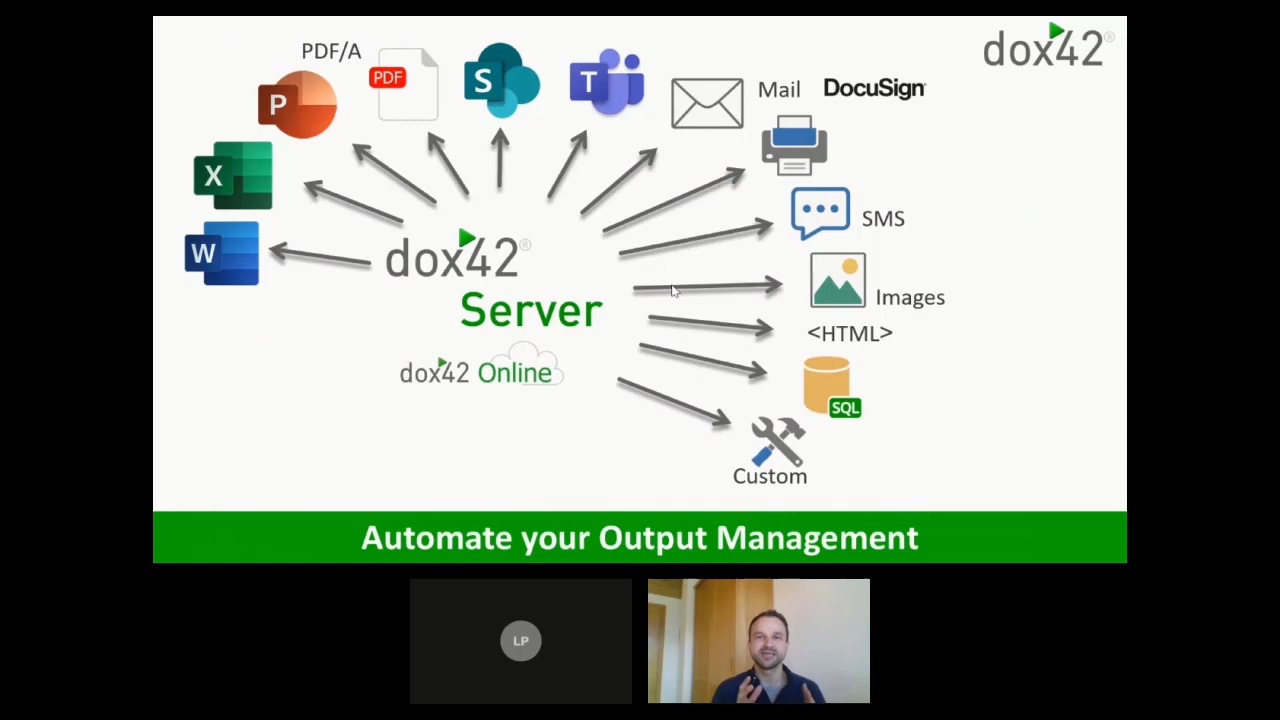 dox42®
PDF/A
PDF
P
S
T
Mail
DocuSign
X
W
SMS
dox42®
Server
Images
<HTML>
dox42 Online
SQL
Custom
Automate your Output Management
LP